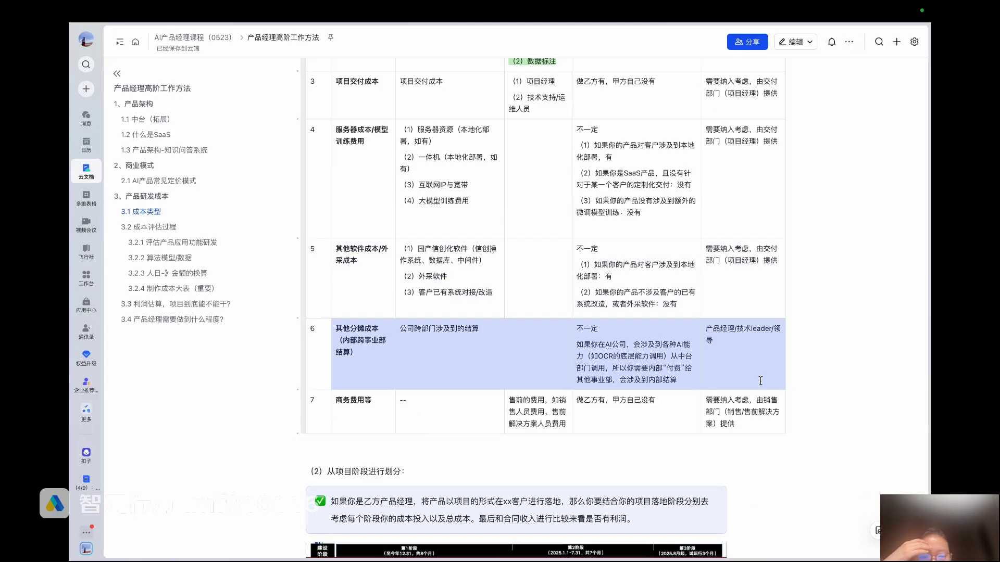 AI产品经理课程（0523） > 产品经理高阶工作方法
已经保存到云端
分享
编辑
消息
日历
云文档
多维表格
视频会议
飞行社
工作台
应用中心
通讯录
权益升级
企业推荐...
更多
扣子
(4/9) : ...
产品经理高阶工作方法
1、产品架构
1.1 中台（拓展）
1.2 什么是SaaS
1.3 产品架构-知识问答系统
2、商业模式
2.1 AI产品常见定价模式
3、产品研发成本
3.1 成本类型
3.2 成本评估过程
3.2.1 评估产品应用功能研发
3.2.2 算法模型/数据
3.2.3 人日-》金额的换算
3.2.4 制作成本大表（重要）
3.3 利润估算，项目到底能不能干？
3.4 产品经理需要做到什么程度？
（2）数据标注
3
项目交付成本
项目交付成本
（1）项目经理
（2）技术支持/运
维人员
做乙方有，甲方自己没有
需要纳入考虑，由交付
部门（项目经理）提供
4
服务器成本/模型
训练费用
（1）服务器资源（本地化部
署，如有）
（2）一体机（本地化部署，如
有）
（3）互联网IP与宽带
（4）大模型训练费用
不一定
（1）如果你的产品对客户涉及到本地
化部署，有
（2）如果你是SaaS产品，且没有针
对于某一个客户的定制化交付：没有
（3）如果你的产品没有涉及到额外的
微调模型训练：没有
需要纳入考虑，由交付
部门（项目经理）提供
5
其他软件成本/外
采成本
（1）国产信创化软件（信创操
作系统、数据库、中间件）
（2）外采软件
（3）客户已有系统对接/改造
不一定
（1）如果你的产品对客户涉及到本地
化部署：有
（2）如果你的产品不涉及客户的已有
系统改造，或者外采软件：没有
需要纳入考虑，由交付
部门（项目经理）提供
6
其他分摊成本
（内部跨事业部
结算）
公司跨部门涉及到的结算
不一定
如果你在AI公司，会涉及到各种AI能
力（如OCR的底层能力调用）从中台
部门调用，所以你需要内部“付费”给
其他事业部，会涉及到内部结算
产品经理/技术leader/领
导
7
商务费用等
--
售前的费用，如销
售人员费用、售前
解决方案人员费用
做乙方有，甲方自己没有
需要纳入考虑，由销售
部门（销售/售前解决方
案）提供
（2）从项目阶段进行划分：
如果你是乙方产品经理，将产品以项目的形式在xx客户进行落地，那么你要结合你的项目落地阶段分别去
考虑每个阶段你的成本投入以及总成本。最后和合同收入进行比较来看是否有利润。
建设
阶段
第1阶段
（至今年12.31，约8个月）
第2阶段
（2025.1.1-7.31，共7个月）
第3阶段
（2025.8月起，试运行3个月）